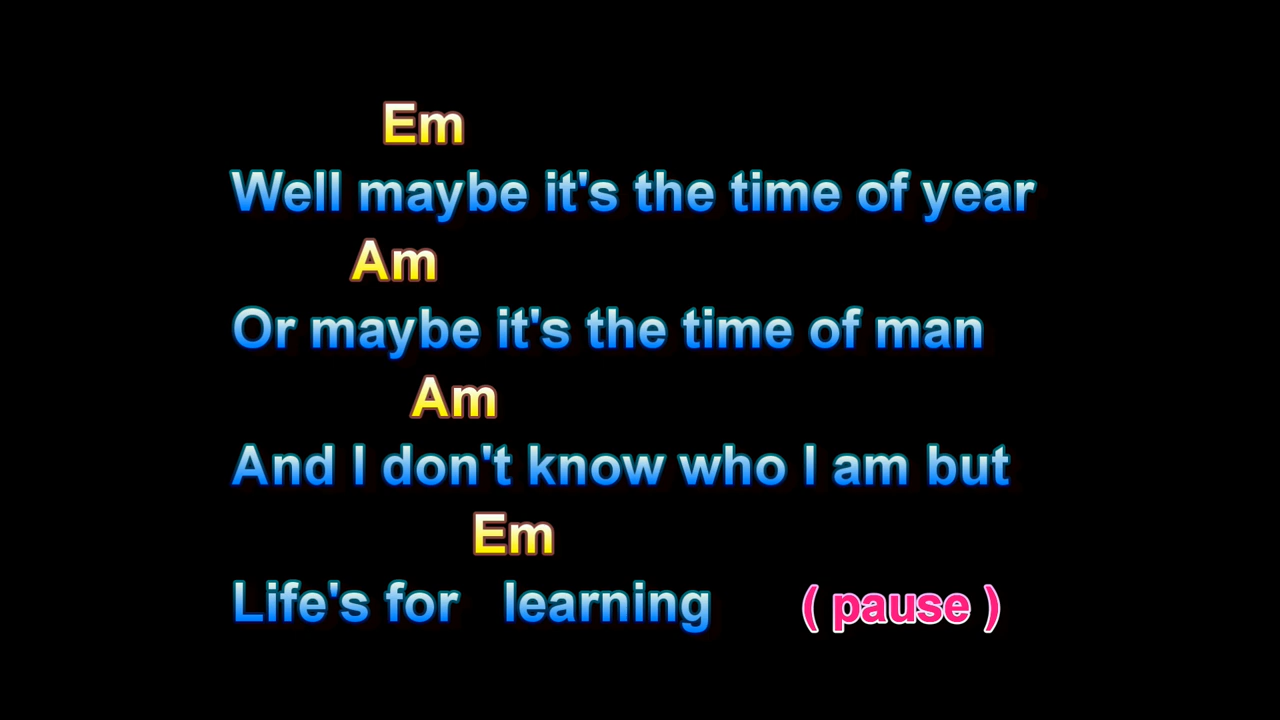 Em
Well maybe it's the time of year
Am
Or maybe it's the time of man
Am
And I don't know who I am but
Em
Life's for learning ( pause )